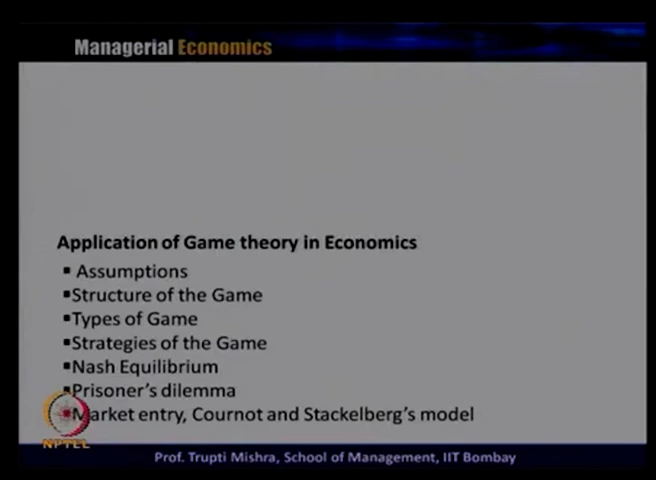 Managerial Economics
Application of Game theory in Economics
▪ Assumptions
▪Structure of the Game
▪Types of Game
▪Strategies of the Game
▪Nash Equilibrium
▪Prisoner's dilemma
▪Market entry, Cournot and Stackelberg's model
NPTEL
Prof. Trupti Mishra, School of Management, IIT Bombay